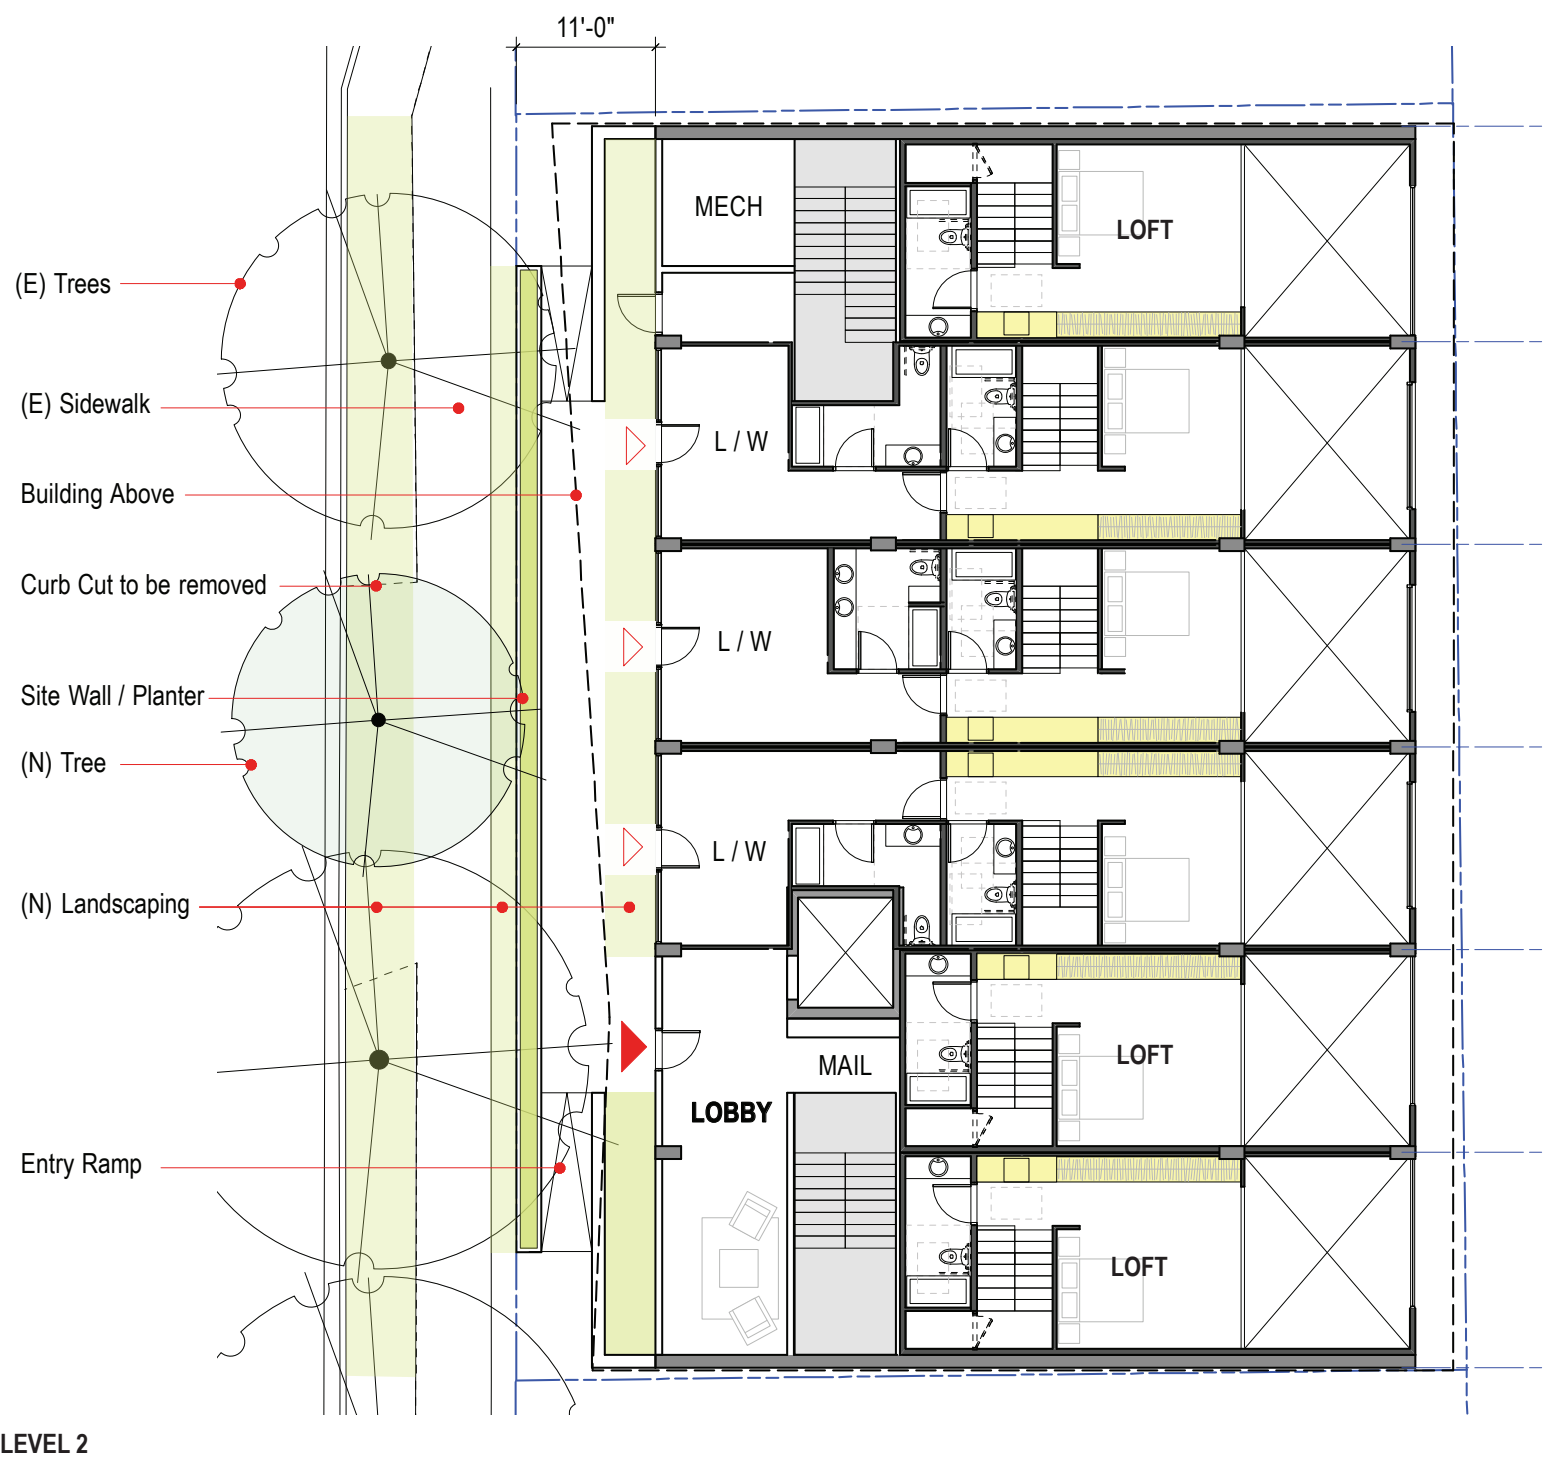 11'-0"
MECH
LOFT
(E) Trees
(E) Sidewalk
L / W
Building Above
Curb Cut to be removed
L / W
Site Wall / Planter
(N) Tree
L / W
(N) Landscaping
LOFT
MAIL
LOBBY
Entry Ramp
LOFT
LEVEL 2